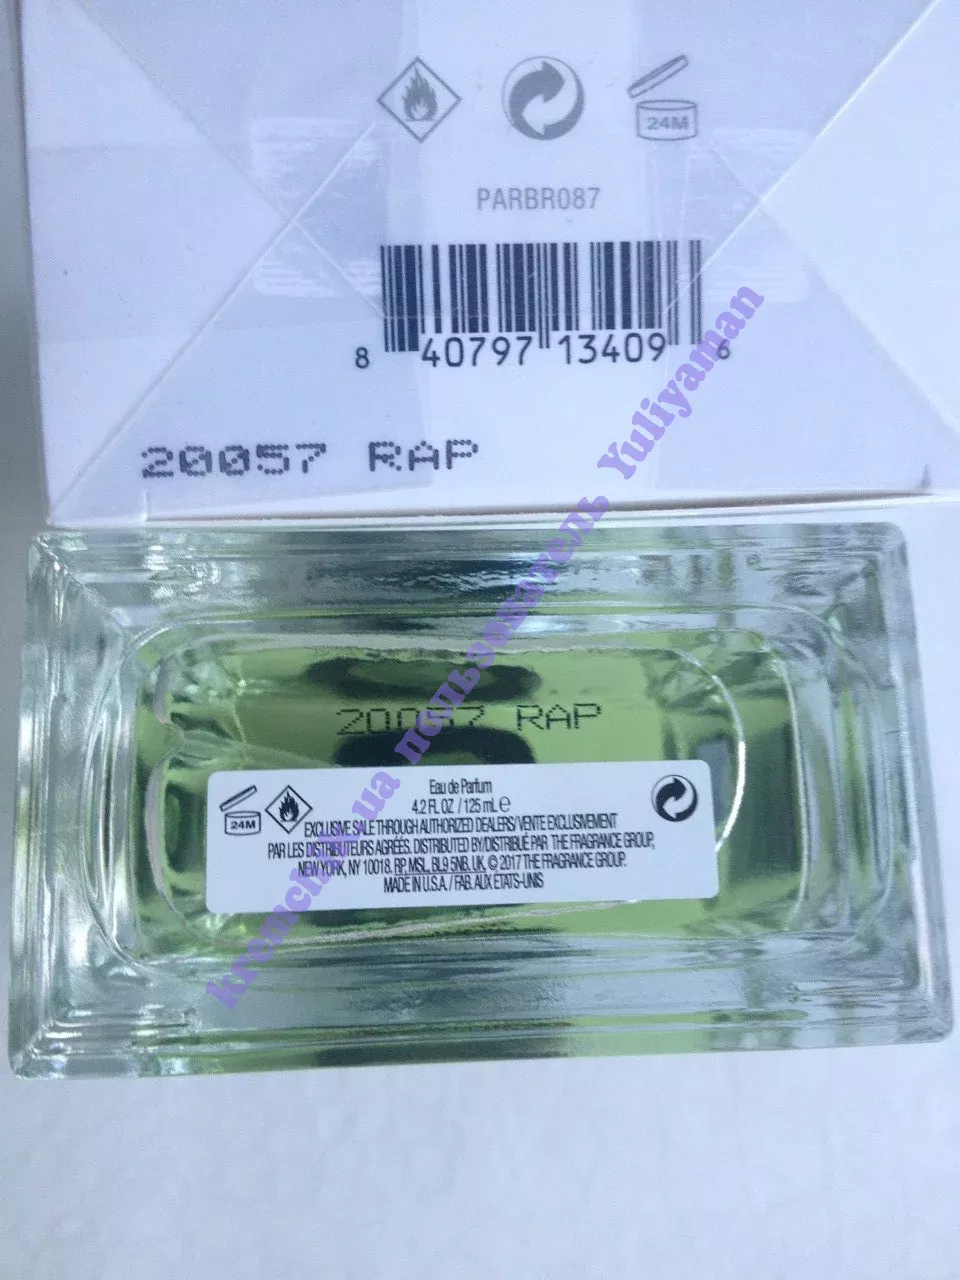 24M
PARBR087
8 40797 13409 6
20057 RAP
kremchik.ua пользователь Yuliyaman
20057 RAP
24M
Eau de Parfum
4.2 FL OZ / 125 mL ℮
EXCLUSIVE SALE THROUGH AUTHORIZED DEALERS/ VENTE EXCLUSIVMENT
PAR LES DISTRIBUTEURS AGRÉES. DISTRIBUTED BY/DISTRIBUÉ PAR THE FRAGRANCE GROUP,
NEW YORK, NY 10018. RP, MSL, BL9 5NB. UK. © 2017 THE FRAGRANCE GROUP.
MADE IN U.S.A. / FAB. AUX ETATS-UNIS